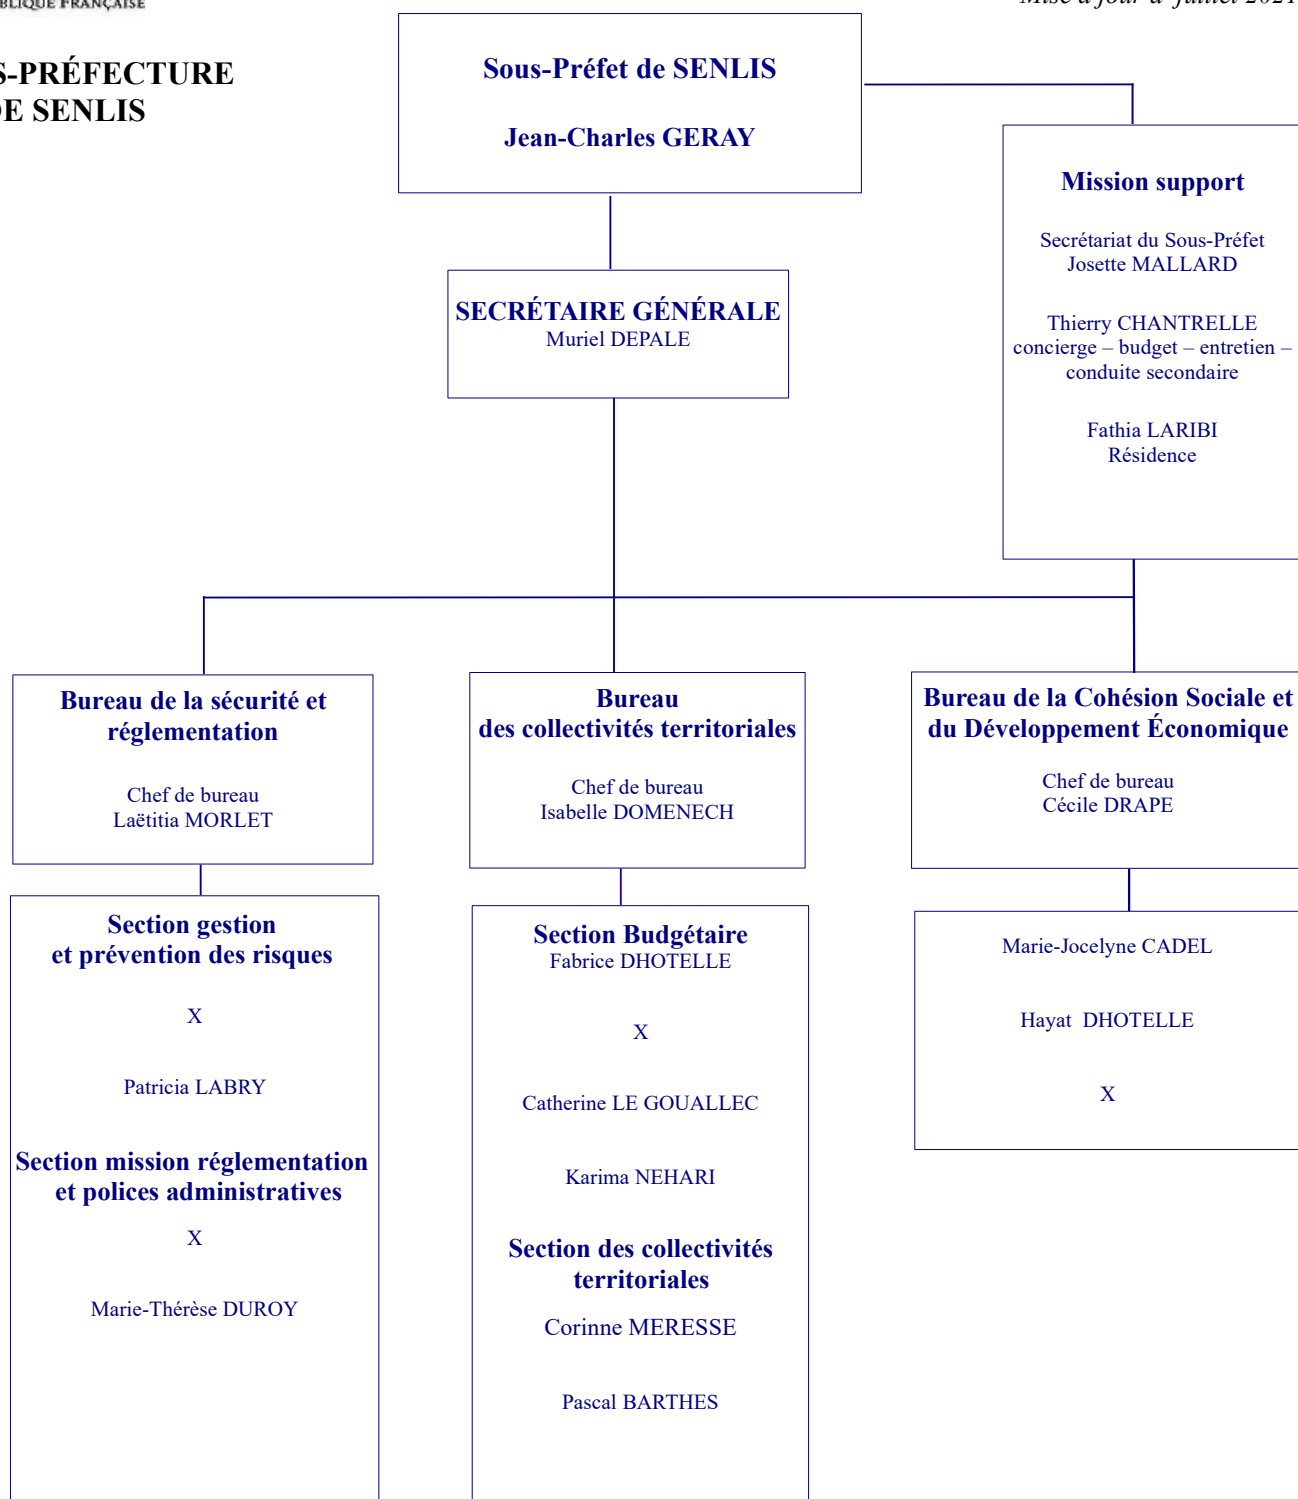 FRANÇAISE
Mise à jour
PRÉFECTURE
SENLIS
Sous-Préfet de SENLIS
Jean-Charles GERAY
Mission support
Secrétariat du Sous-Préfet
Josette MALLARD
Thierry CHANTRELLE
concierge – budget – entretien –
conduite secondaire
Fathia LARIBI
Résidence
SECRÉTAIRE GÉNÉRALE
Muriel DEPALE
Bureau de la sécurité et
réglementation
Chef de bureau
Laëtitia MORLET
Bureau
des collectivités territoriales
Chef de bureau
Isabelle DOMENECH
Bureau de la Cohésion Sociale et
du Développement Économique
Chef de bureau
Cécile DRAPE
Section gestion
et prévention des risques
X
Patricia LABRY
Section mission réglementation
et polices administratives
X
Marie-Thérèse DUROY
Section Budgétaire
Fabrice DHOTELLE
X
Catherine LE GOUALLEC
Karima NEHARI
Section des collectivités
territoriales
Corinne MERESSE
Pascal BARTHES
Marie-Jocelyne CADEL
Hayat DHOTELLE
X